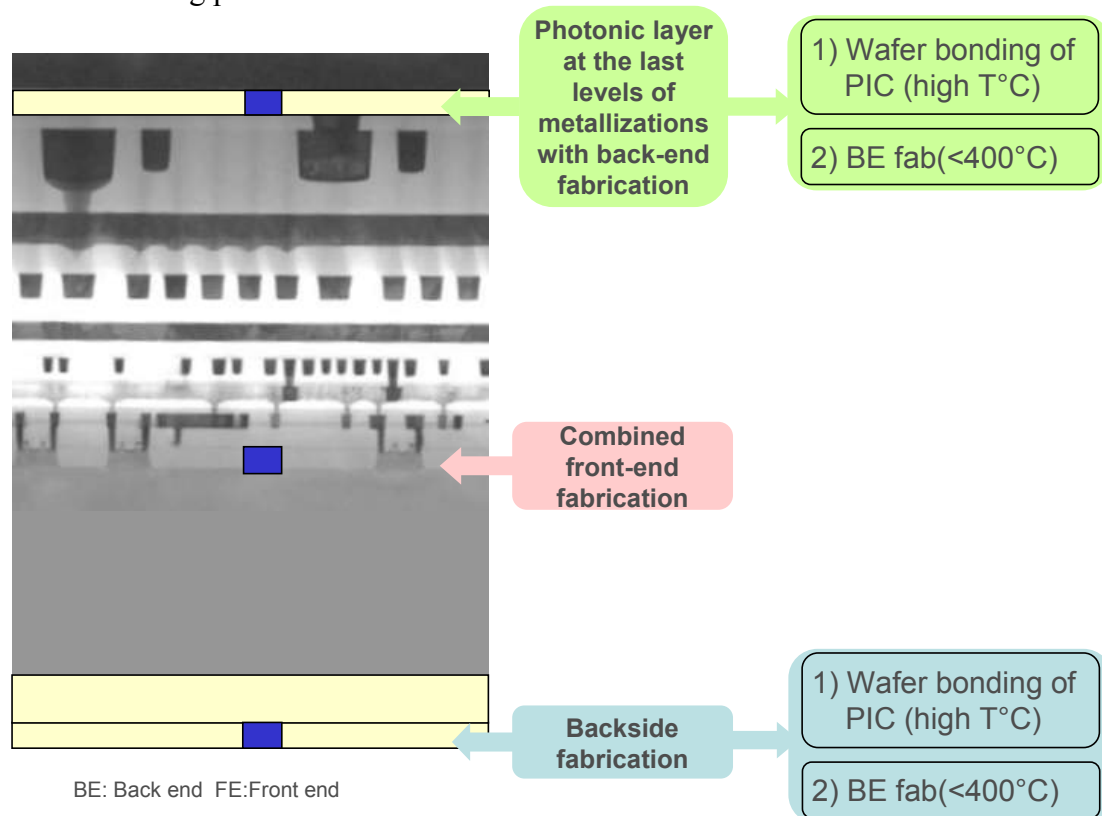 Photonic layer
at the last
levels of
metallizations
with back-end
fabrication
1) Wafer bonding of
PIC (high T°C)
2) BE fab(<400°C)
Combined
front-end
fabrication
Backside
fabrication
1) Wafer bonding of
PIC (high T°C)
2) BE fab(<400°C)
BE: Back end FE:Front end